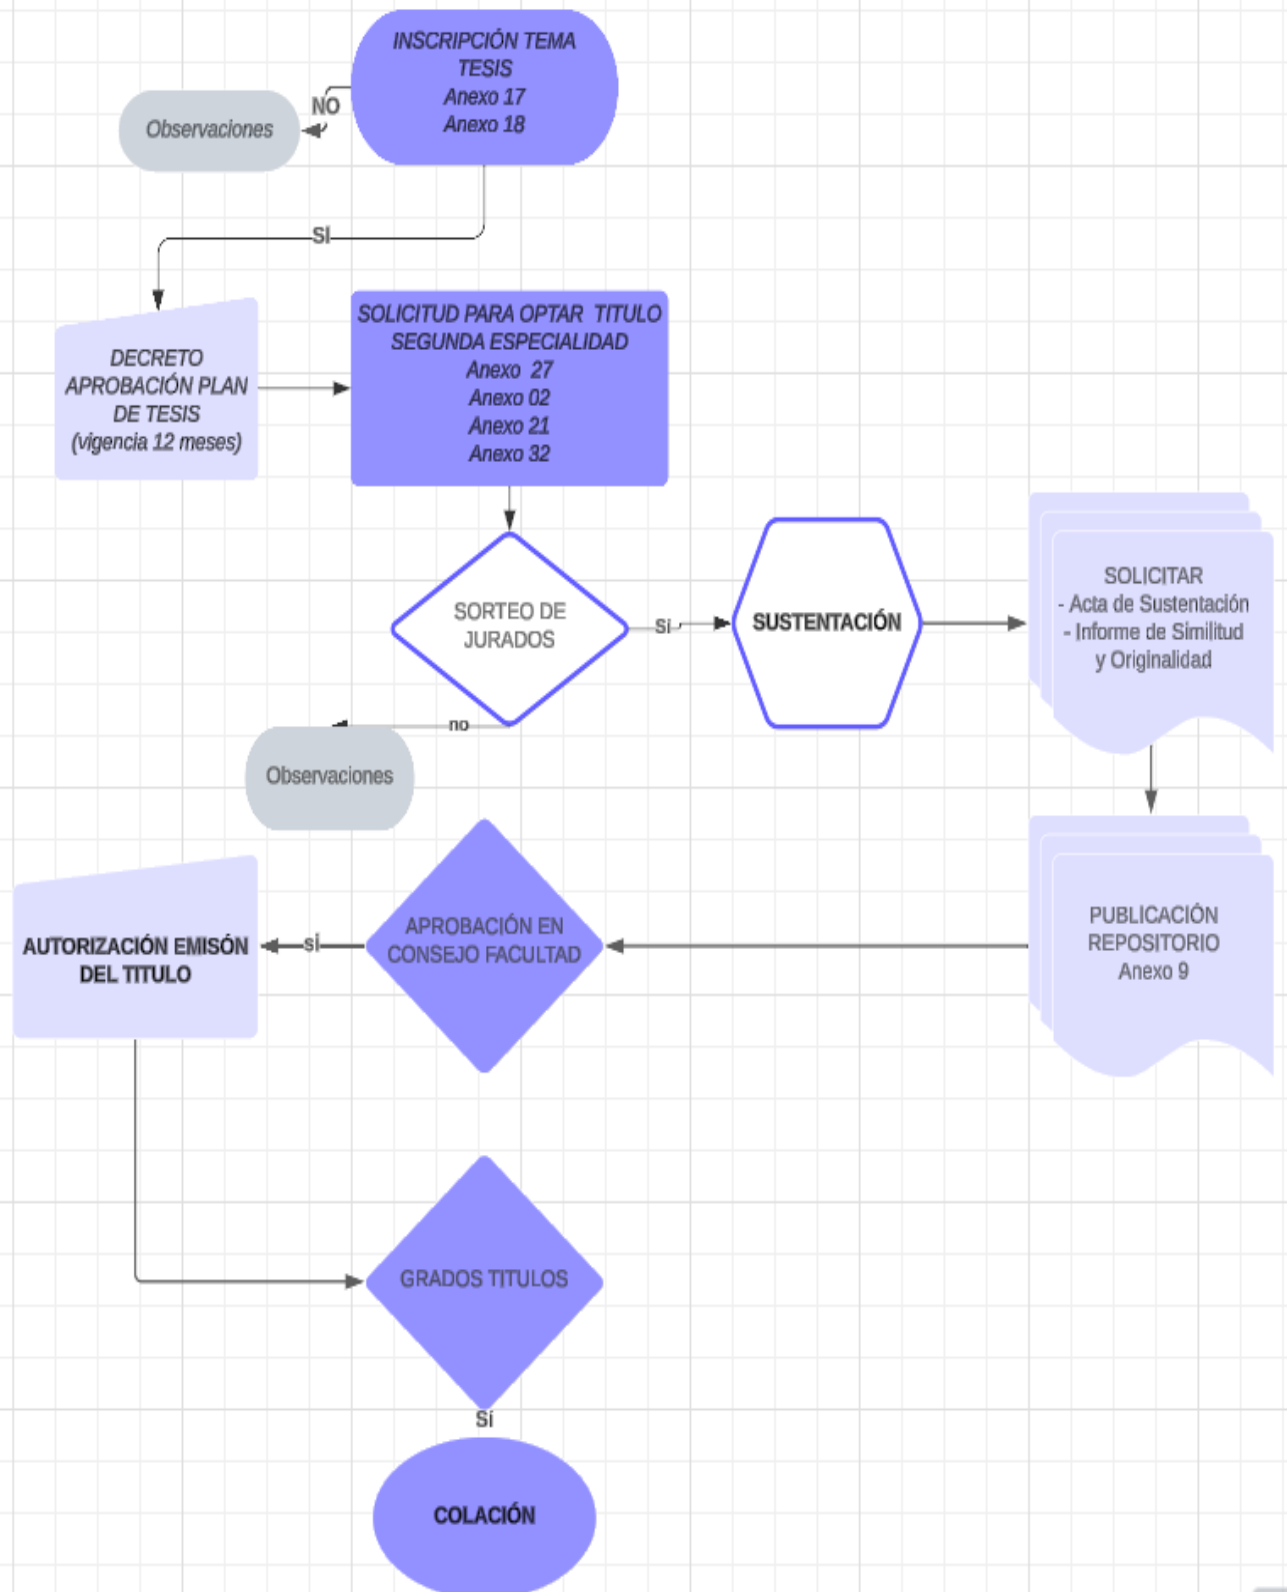 INSCRIPCIÓN TEMA
TESIS
Anexo 17
Anexo 18
NO
Observaciones
SI
DECRETO
APROBACIÓN PLAN
DE TESIS
(vigencia 12 meses)
SOLICITUD PARA OPTAR TITULO
SEGUNDA ESPECIALIDAD
Anexo 27
Anexo 02
Anexo 21
Anexo 32
SORTEO DE
JURADOS
Sí
SUSTENTACIÓN
SOLICITAR
- Acta de Sustentación
- Informe de Similitud
y Originalidad
no
Observaciones
PUBLICACIÓN
REPOSITORIO
Anexo 9
APROBACIÓN EN
CONSEJO FACULTAD
sí
AUTORIZACIÓN EMISÓN
DEL TITULO
GRADOS TITULOS
Sí
COLACIÓN